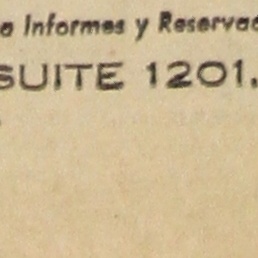 a Informes y Reservac
SUITE 1201.